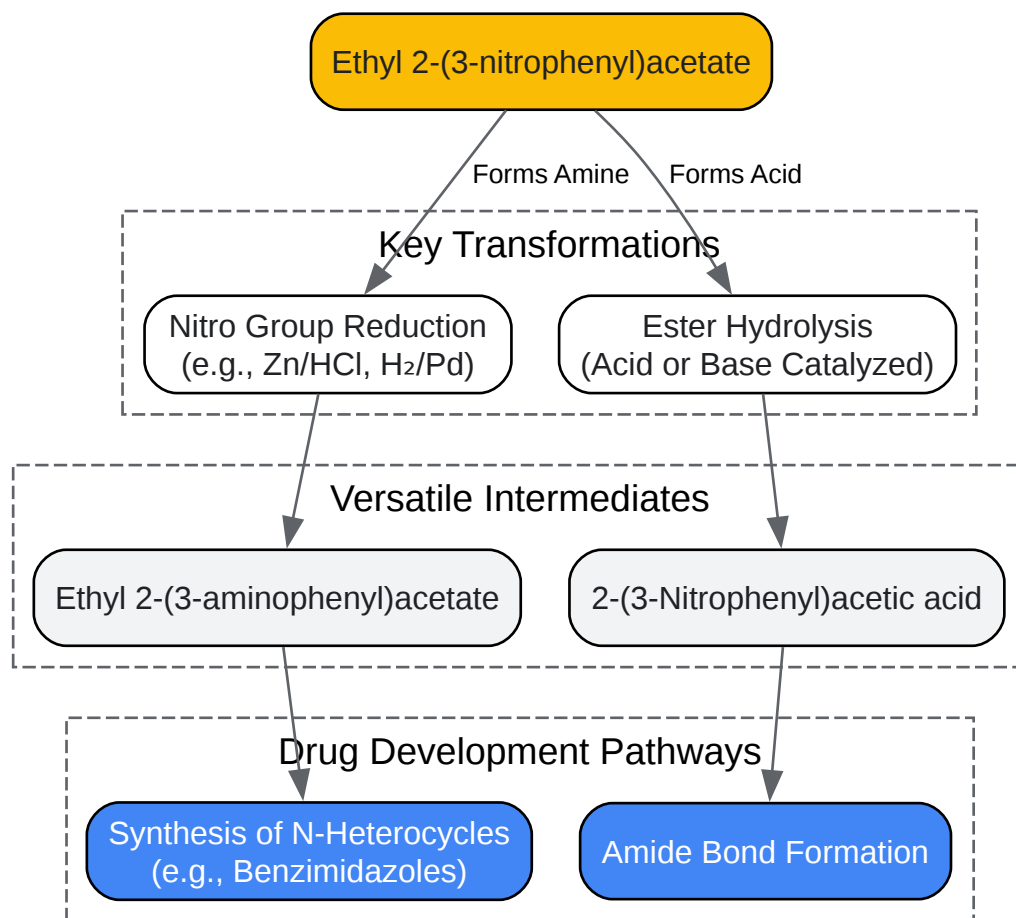 Ethyl 2-(3-nitrophenyl)acetate
Forms Amine
Forms Acid
Key Transformations
Nitro Group Reduction
(e.g., Zn/HCl, H₂/Pd)
Ester Hydrolysis
(Acid or Base Catalyzed)
Versatile Intermediates
Ethyl 2-(3-aminophenyl)acetate
2-(3-Nitrophenyl)acetic acid
Drug Development Pathways
Synthesis of N-Heterocycles
(e.g., Benzimidazoles)
Amide Bond Formation